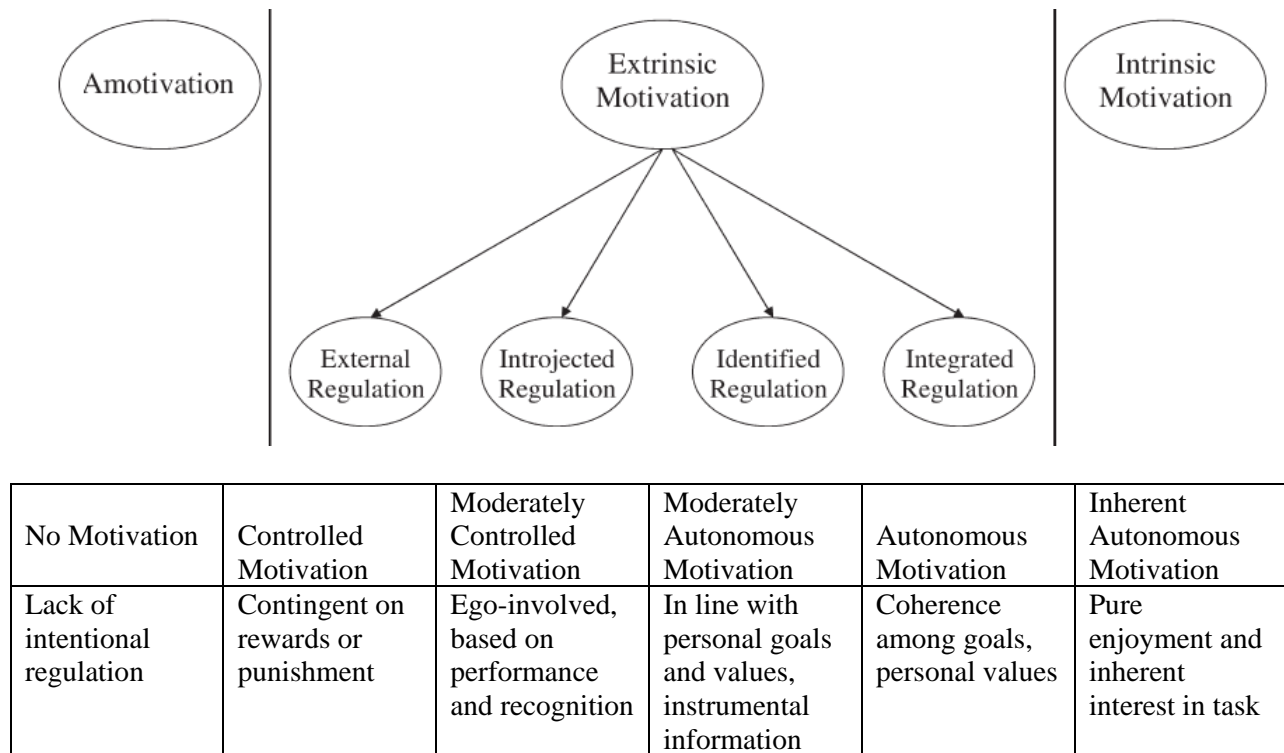 Amotivation
Extrinsic
Motivation
Intrinsic
Motivation
External
Regulation
Introjected
Regulation
Identified
Regulation
Integrated
Regulation
No Motivation
Controlled
Motivation
Moderately
Controlled
Motivation
Moderately
Autonomous
Motivation
Autonomous
Motivation
Inherent
Autonomous
Motivation
Lack of
intentional
regulation
Contingent on
rewards or
punishment
Ego-involved,
based on
performance
and recognition
In line with
personal goals
and values,
instrumental
information
Coherence
among goals,
personal values
Pure
enjoyment and
inherent
interest in task